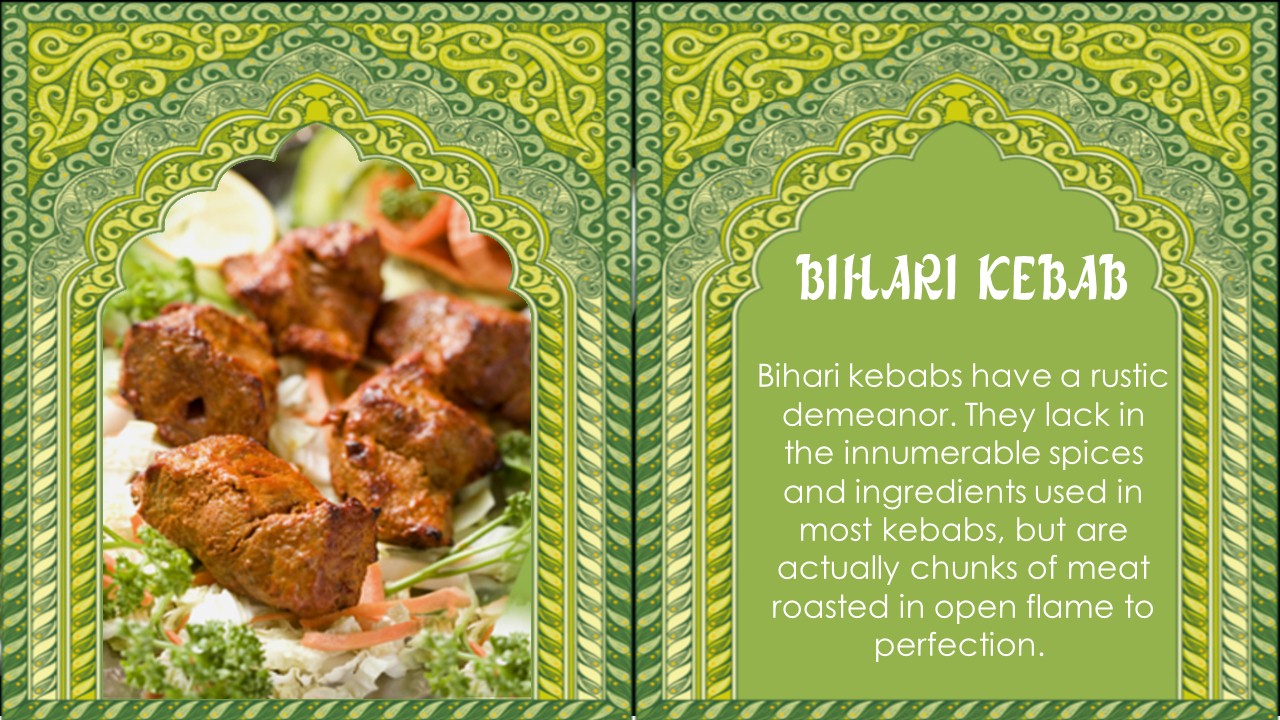 BIHARI KEBAB
Bihari kebabs have a rustic
demeanor. They lack in
the innumerable spices
and ingredients used in
most kebabs, but are
actually chunks of meat
roasted in open flame to
perfection.